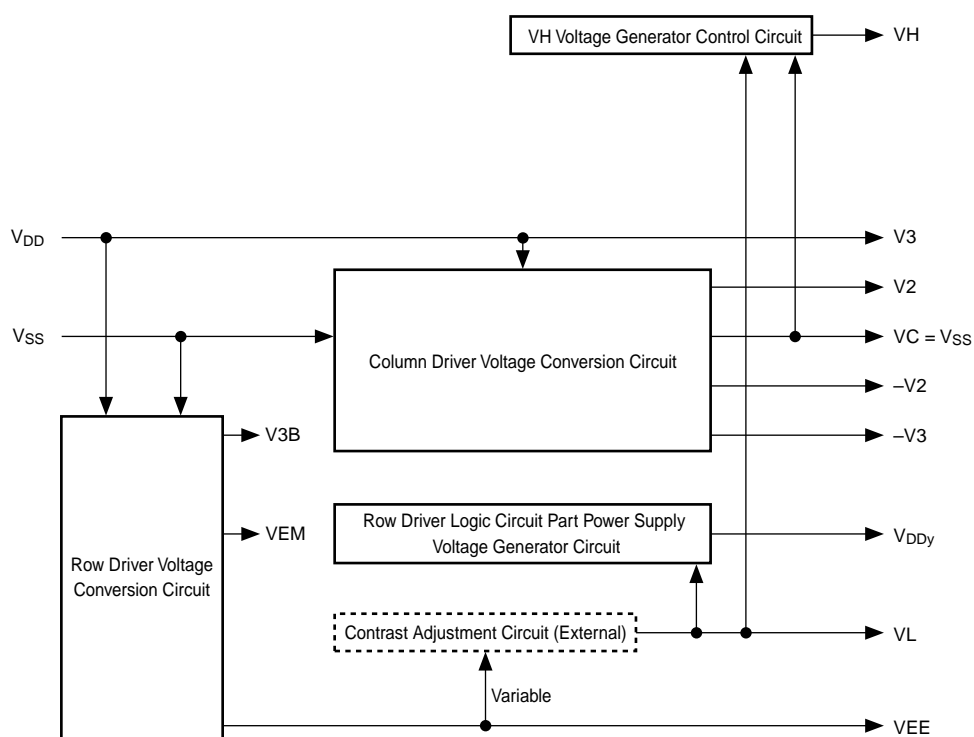 VH Voltage Generator Control Circuit
VH
VDD
V3
V2
VSS
Column Driver Voltage Conversion Circuit
VC = VSS
–V2
–V3
V3B
VEM
Row Driver Logic Circuit Part Power Supply
Voltage Generator Circuit
VDDy
Row Driver Voltage
Conversion Circuit
Contrast Adjustment Circuit (External)
VL
Variable
VEE